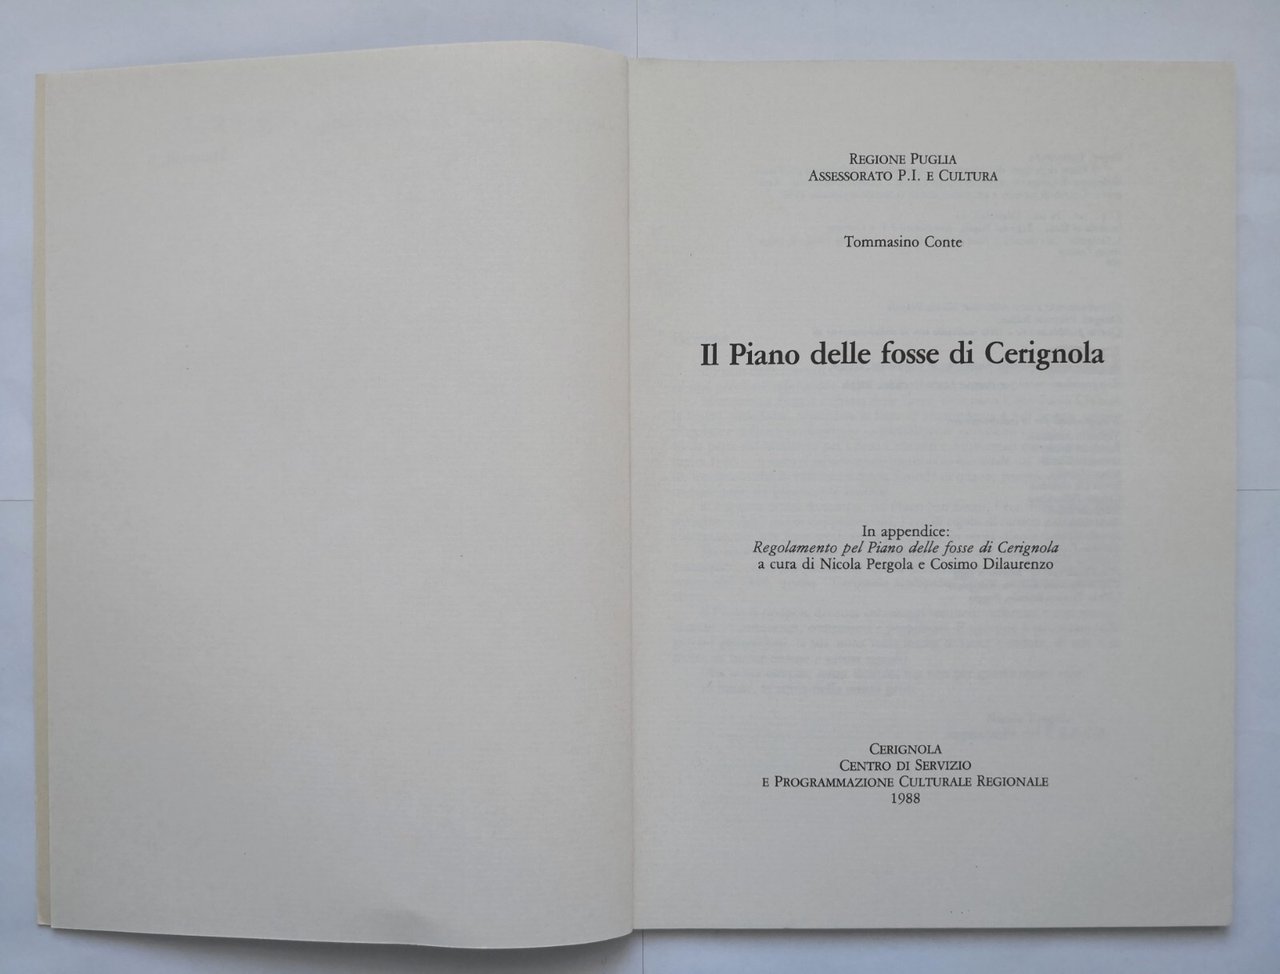 REGIONE PUGLIA
ASSESSORATO P.I. E CULTURA
Tommasino Conte
Il Piano delle fosse di Cerignola
In appendice:
Regolamento pel Piano delle fosse di Cerignola
a cura di Nicola Pergola e Cosimo Dilaurenzo
CERIGNOLA
CENTRO DI SERVIZIO
E PROGRAMMAZIONE CULTURALE REGIONALE
1988